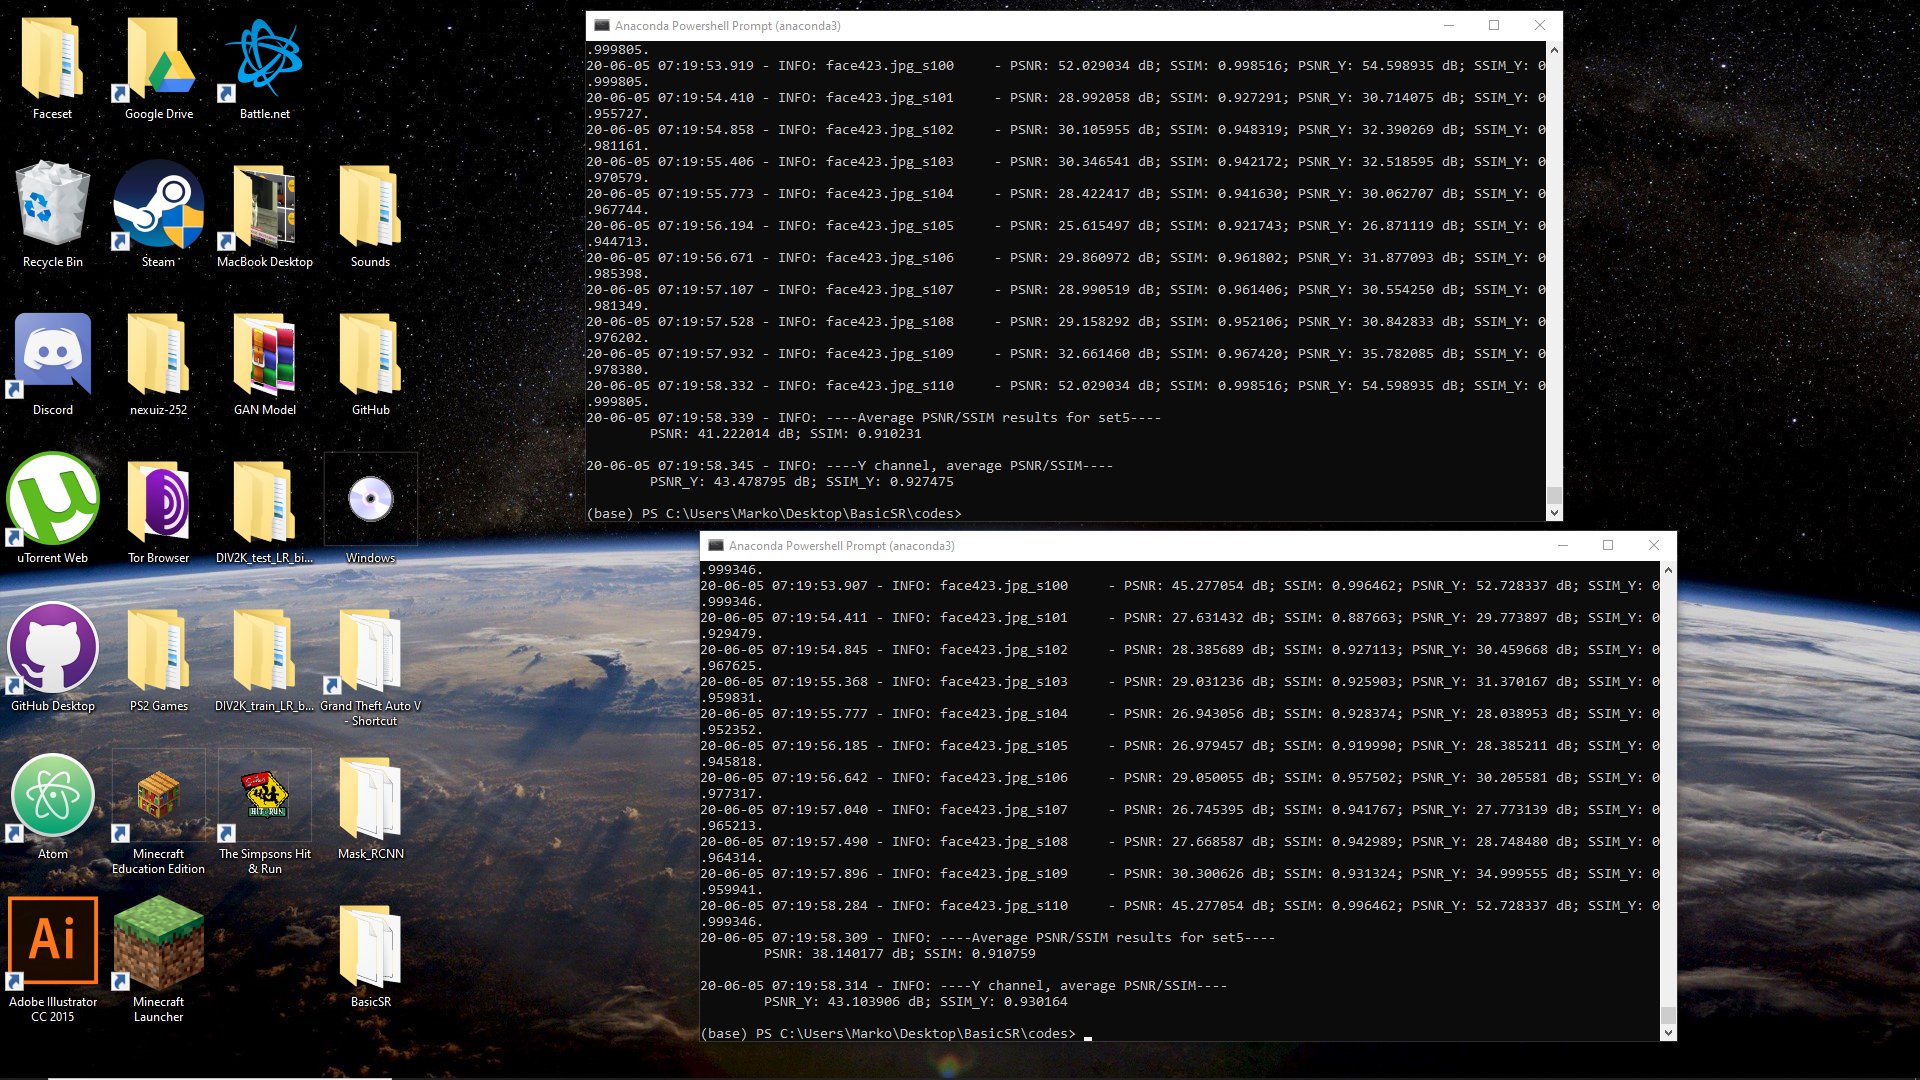 Faceset
Google Drive
Battle.net
Recycle Bin
Steam
MacBook Desktop
Sounds
Discord
nexuiz-252
GAN Model
GitHub
uTorrent Web
Tor Browser
DIV2K_test_LR_bi...
Windows
GitHub Desktop
PS2 Games
DIV2K_train_LR_b...
Grand Theft Auto V
- Shortcut
Atom
Minecraft
Education Edition
The Simpsons Hit
& Run
Mask_RCNN
Ai
Adobe Illustrator
CC 2015
Minecraft
Launcher
BasicSR
Anaconda Powershell Prompt (anaconda3)
.999805.
20-06-05 07:19:53.919 - INFO: face423.jpg_s100     - PSNR: 52.029034 dB; SSIM: 0.998516; PSNR_Y: 54.598935 dB; SSIM_Y: 0
.999805.
20-06-05 07:19:54.410 - INFO: face423.jpg_s101     - PSNR: 28.992058 dB; SSIM: 0.927291; PSNR_Y: 30.714075 dB; SSIM_Y: 0
.955727.
20-06-05 07:19:54.858 - INFO: face423.jpg_s102     - PSNR: 30.105955 dB; SSIM: 0.948319; PSNR_Y: 32.390269 dB; SSIM_Y: 0
.981161.
20-06-05 07:19:55.406 - INFO: face423.jpg_s103     - PSNR: 30.346541 dB; SSIM: 0.942172; PSNR_Y: 32.518595 dB; SSIM_Y: 0
.970579.
20-06-05 07:19:55.773 - INFO: face423.jpg_s104     - PSNR: 28.422417 dB; SSIM: 0.941630; PSNR_Y: 30.062707 dB; SSIM_Y: 0
.967744.
20-06-05 07:19:56.194 - INFO: face423.jpg_s105     - PSNR: 25.615497 dB; SSIM: 0.921743; PSNR_Y: 26.871119 dB; SSIM_Y: 0
.944713.
20-06-05 07:19:56.671 - INFO: face423.jpg_s106     - PSNR: 29.860972 dB; SSIM: 0.961802; PSNR_Y: 31.877093 dB; SSIM_Y: 0
.985398.
20-06-05 07:19:57.107 - INFO: face423.jpg_s107     - PSNR: 28.990519 dB; SSIM: 0.961406; PSNR_Y: 30.554250 dB; SSIM_Y: 0
.981349.
20-06-05 07:19:57.528 - INFO: face423.jpg_s108     - PSNR: 29.158292 dB; SSIM: 0.952106; PSNR_Y: 30.842833 dB; SSIM_Y: 0
.976202.
20-06-05 07:19:57.932 - INFO: face423.jpg_s109     - PSNR: 32.661460 dB; SSIM: 0.967420; PSNR_Y: 35.782085 dB; SSIM_Y: 0
.978380.
20-06-05 07:19:58.332 - INFO: face423.jpg_s110     - PSNR: 52.029034 dB; SSIM: 0.998516; PSNR_Y: 54.598935 dB; SSIM_Y: 0
.999805.
20-06-05 07:19:58.339 - INFO: ----Average PSNR/SSIM results for set5----
PSNR: 41.222014 dB; SSIM: 0.910231
20-06-05 07:19:58.345 - INFO: ----Y channel, average PSNR/SSIM----
PSNR_Y: 43.478795 dB; SSIM_Y: 0.927475
(base) PS C:\Users\Marko\Desktop\BasicSR\codes>
Anaconda Powershell Prompt (anaconda3)
.999346.
20-06-05 07:19:53.907 - INFO: face423.jpg_s100     - PSNR: 45.277054 dB; SSIM: 0.996462; PSNR_Y: 52.728337 dB; SSIM_Y: 0
.999346.
20-06-05 07:19:54.411 - INFO: face423.jpg_s101     - PSNR: 27.631432 dB; SSIM: 0.887663; PSNR_Y: 29.773897 dB; SSIM_Y: 0
.929479.
20-06-05 07:19:54.845 - INFO: face423.jpg_s102     - PSNR: 28.385689 dB; SSIM: 0.927113; PSNR_Y: 30.459668 dB; SSIM_Y: 0
.967625.
20-06-05 07:19:55.368 - INFO: face423.jpg_s103     - PSNR: 29.031236 dB; SSIM: 0.925903; PSNR_Y: 31.370167 dB; SSIM_Y: 0
.959831.
20-06-05 07:19:55.777 - INFO: face423.jpg_s104     - PSNR: 26.943056 dB; SSIM: 0.928374; PSNR_Y: 28.038953 dB; SSIM_Y: 0
.952352.
20-06-05 07:19:56.185 - INFO: face423.jpg_s105     - PSNR: 26.979457 dB; SSIM: 0.919990; PSNR_Y: 28.385211 dB; SSIM_Y: 0
.945818.
20-06-05 07:19:56.642 - INFO: face423.jpg_s106     - PSNR: 29.050055 dB; SSIM: 0.957502; PSNR_Y: 30.205581 dB; SSIM_Y: 0
.977317.
20-06-05 07:19:57.040 - INFO: face423.jpg_s107     - PSNR: 26.745395 dB; SSIM: 0.941767; PSNR_Y: 27.773139 dB; SSIM_Y: 0
.965213.
20-06-05 07:19:57.490 - INFO: face423.jpg_s108     - PSNR: 27.668587 dB; SSIM: 0.942989; PSNR_Y: 28.748480 dB; SSIM_Y: 0
.964314.
20-06-05 07:19:57.896 - INFO: face423.jpg_s109     - PSNR: 30.300626 dB; SSIM: 0.931324; PSNR_Y: 34.999555 dB; SSIM_Y: 0
.959941.
20-06-05 07:19:58.284 - INFO: face423.jpg_s110     - PSNR: 45.277054 dB; SSIM: 0.996462; PSNR_Y: 52.728337 dB; SSIM_Y: 0
.999346.
20-06-05 07:19:58.309 - INFO: ----Average PSNR/SSIM results for set5----
PSNR: 38.140177 dB; SSIM: 0.910759
20-06-05 07:19:58.314 - INFO: ----Y channel, average PSNR/SSIM----
PSNR_Y: 43.103906 dB; SSIM_Y: 0.930164
(base) PS C:\Users\Marko\Desktop\BasicSR\codes>